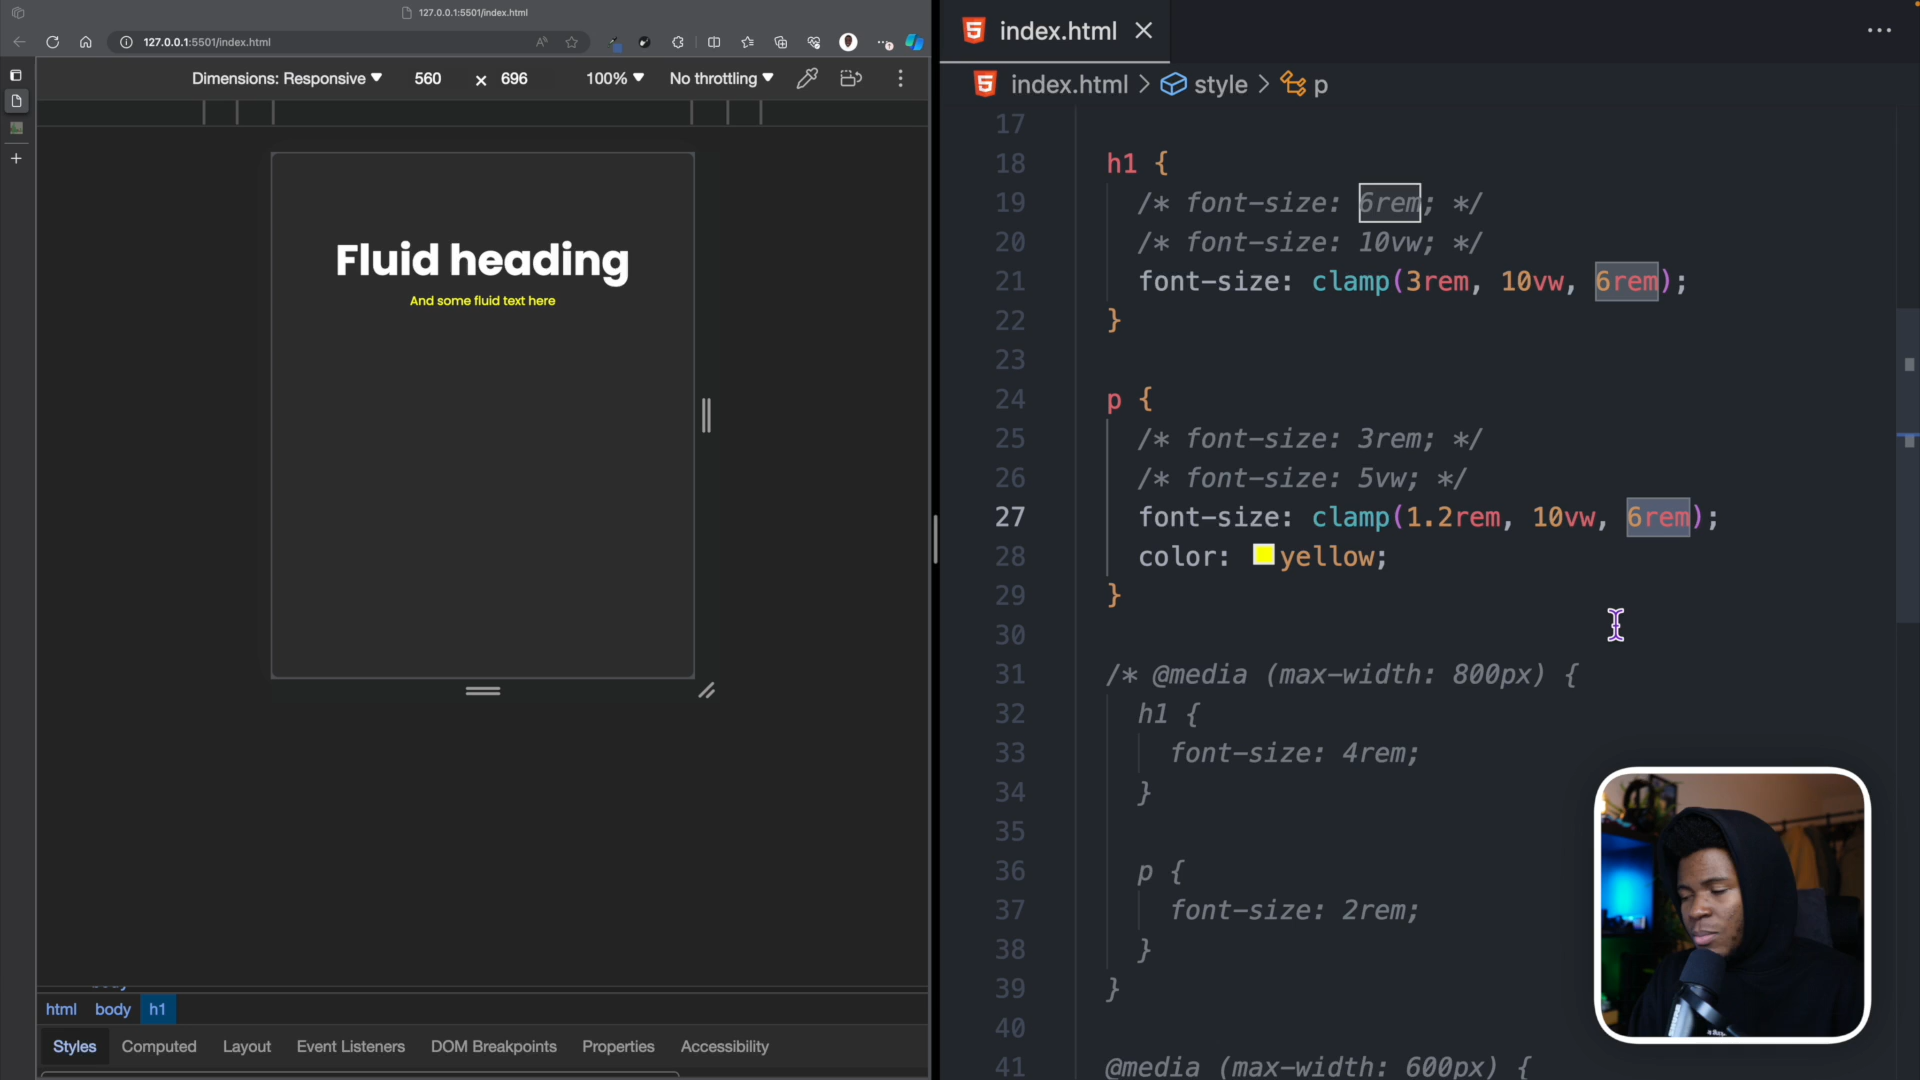 127.0.0.1:5501/index.html
127.0.0.1:5501/index.html
Dimensions: Responsive 560 × 696 100% No throttling
Fluid heading
And some fluid text here
html body h1
Styles Computed Layout Event Listeners DOM Breakpoints Properties Accessibility
index.html
index.html > style > p
17
18 h1 {
19 /* font-size: 6rem; */
20 /* font-size: 10vw; */
21 font-size: clamp(3rem, 10vw, 6rem);
22 }
23
24 p {
25 /* font-size: 3rem; */
26 /* font-size: 5vw; */
27 font-size: clamp(1.2rem, 10vw, 6rem);
28 color: yellow;
29 }
30
31 /* @media (max-width: 800px) {
32 h1 {
33 font-size: 4rem;
34 }
35
36 p {
37 font-size: 2rem;
38 }
39 }
40
41 @media (max-width: 600px) {